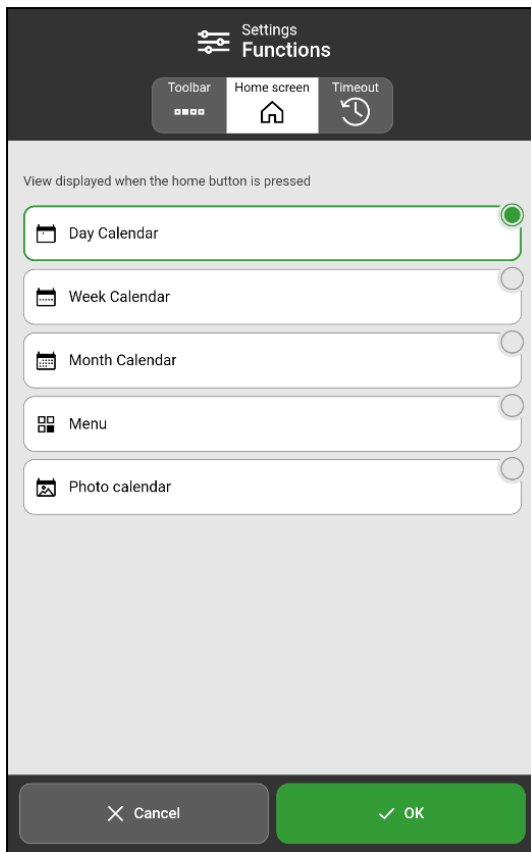 Settings
Functions
Toolbar
Home screen
Timeout
View displayed when the home button is pressed
Day Calendar
Week Calendar
Month Calendar
Menu
Photo calendar
Cancel
OK